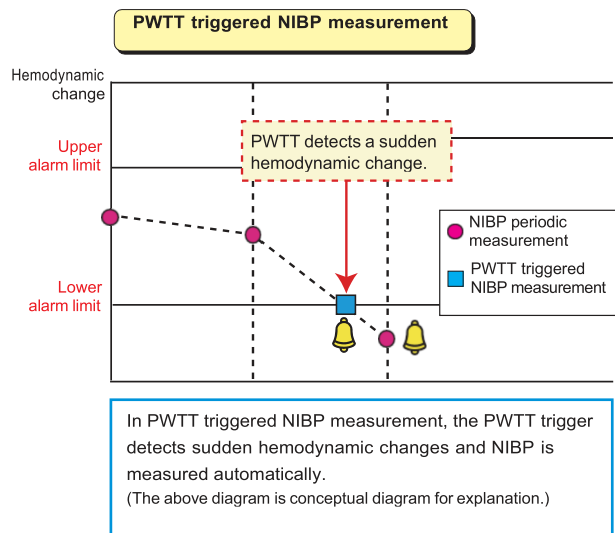 PWTT triggered NIBP measurement
Hemodynamic
change
PWTT detects a sudden
hemodynamic change.
Upper
alarm limit
NIBP periodic
measurement
PWTT triggered
NIBP measurement
Lower
alarm limit
In PWTT triggered NIBP measurement, the PWTT trigger
detects sudden hemodynamic changes and NIBP is
measured automatically.
(The above diagram is conceptual diagram for explanation.)